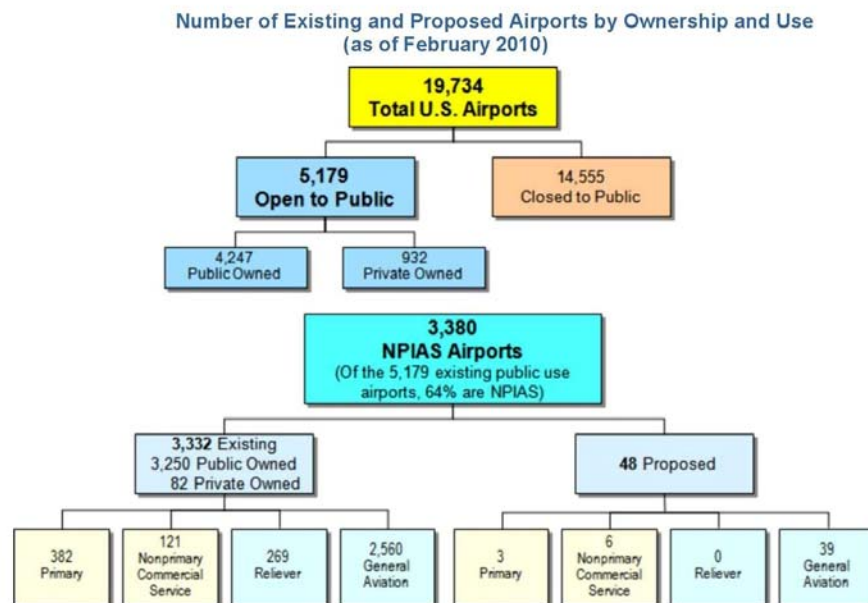 Number of Existing and Proposed Airports by Ownership and Use
(as of February 2010)
19,734
Total U.S. Airports
5,179
Open to Public
14,555
Closed to Public
4,247
Public Owned
932
Private Owned
3,380
NPIAS Airports
(Of the 5,179 existing public use
airports, 64% are NPIAS)
3,332 Existing
3,250 Public Owned
82 Private Owned
48 Proposed
382
Primary
121
Nonprimary
Commercial
Service
269
Reliever
2,560
General
Aviation
3
Primary
6
Nonprimary
Commercial
Service
0
Reliever
39
General
Aviation